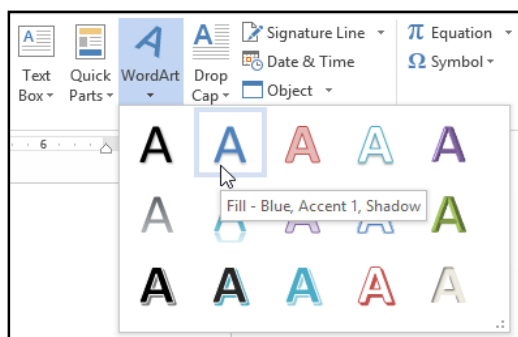 Signature Line
Equation
Date & Time
Symbol
Text Box
Quick Parts
WordArt
Drop Cap
Object
6
A A A A A
Fill - Blue, Accent 1, Shadow
A A A A A
A A A A A